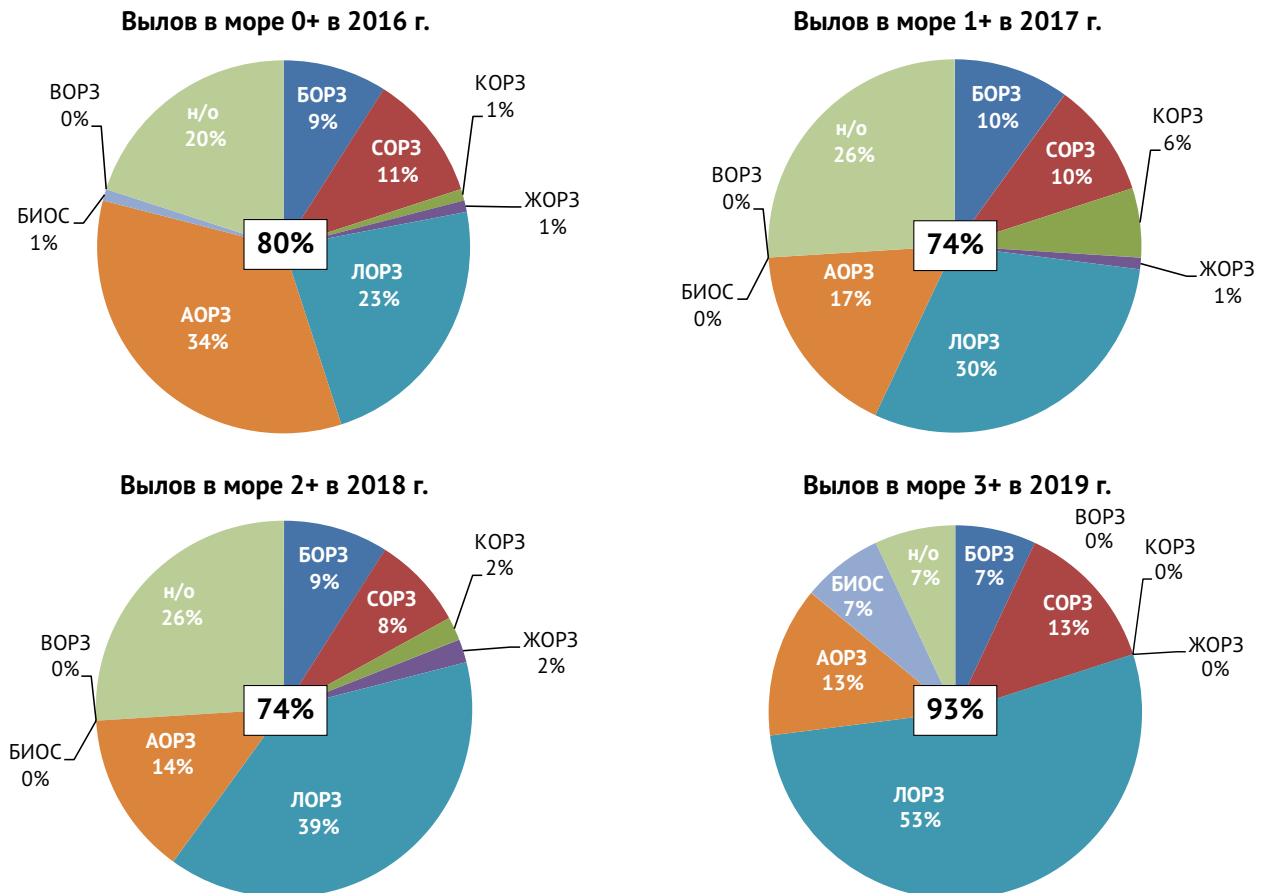 Вылов в море 0+ в 2016 г.
БОРЗ
9%
СОРЗ
11%
КОРЗ
1%
ЖОРЗ
1%
ЛОРЗ
23%
АОРЗ
34%
БИОС
1%
ВОРЗ
0%
н/о
20%
80%
Вылов в море 1+ в 2017 г.
БОРЗ
10%
СОРЗ
10%
КОРЗ
6%
ЖОРЗ
1%
ЛОРЗ
30%
АОРЗ
17%
БИОС
0%
ВОРЗ
0%
н/о
26%
74%
Вылов в море 2+ в 2018 г.
БОРЗ
9%
СОРЗ
8%
КОРЗ
2%
ЖОРЗ
2%
ЛОРЗ
39%
АОРЗ
14%
БИОС
0%
ВОРЗ
0%
н/о
26%
74%
Вылов в море 3+ в 2019 г.
БОРЗ
7%
ВОРЗ
0%
СОРЗ
13%
КОРЗ
0%
ЖОРЗ
0%
ЛОРЗ
53%
АОРЗ
13%
БИОС
7%
н/о
7%
93%